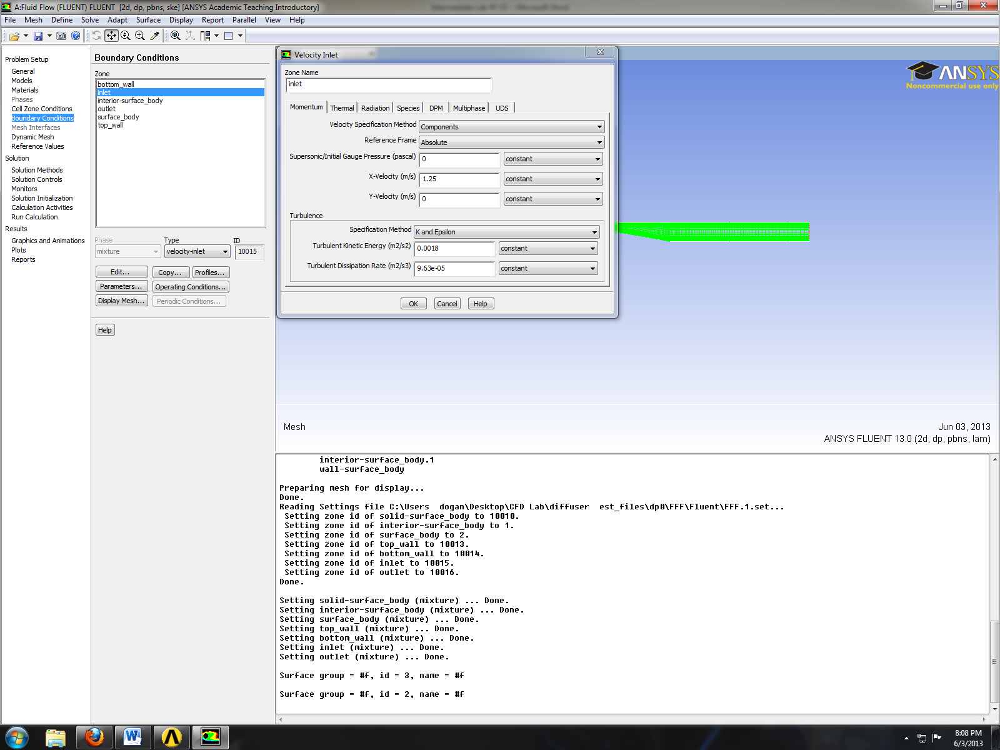 A:Fluid Flow (FLUENT) FLUENT  [2d, dp, pbns, ske] [ANSYS Academic Teaching Introductory]
File Mesh Define Solve Adapt Surface Display Report Parallel View Help
Problem Setup
General
Models
Materials
Phases
Cell Zone Conditions
Boundary Conditions
Mesh Interfaces
Dynamic Mesh
Reference Values
Solution
Solution Methods
Solution Controls
Monitors
Solution Initialization
Calculation Activities
Run Calculation
Results
Graphics and Animations
Plots
Reports
Boundary Conditions
Zone
bottom_wall
inlet
interior-surface_body
outlet
surface_body
top_wall
Phase Type ID
mixture velocity-inlet 10015
Edit... Copy... Profiles...
Parameters... Operating Conditions...
Display Mesh... Periodic Conditions...
Help
Velocity Inlet
Zone Name
inlet
Momentum Thermal Radiation Species DPM Multiphase UDS
Velocity Specification Method Components
Reference Frame Absolute
Supersonic/Initial Gauge Pressure (pascal) 0 constant
X-Velocity (m/s) 1.25 constant
Y-Velocity (m/s) 0 constant
Turbulence
Specification Method K and Epsilon
Turbulent Kinetic Energy (m2/s2) 0.0018 constant
Turbulent Dissipation Rate (m2/s3) 9.63e-05 constant
OK Cancel Help
ANSYS
Noncommercial use only
Mesh
Jun 03, 2013
ANSYS FLUENT 13.0 (2d, dp, pbns, lam)
interior-surface_body.1
wall-surface_body
Preparing mesh for display...
Done.
Reading Settings file C:\Users  dogan\Desktop\CFD Lab\diffuser  est_files\dp0\FFF\Fluent\FFF.1.set...
Setting zone id of solid-surface_body to 10010.
Setting zone id of interior-surface_body to 1.
Setting zone id of surface_body to 2.
Setting zone id of top_wall to 10013.
Setting zone id of bottom_wall to 10014.
Setting zone id of inlet to 10015.
Setting zone id of outlet to 10016.
Done.
Setting solid-surface_body (mixture) ... Done.
Setting interior-surface_body (mixture) ... Done.
Setting surface_body (mixture) ... Done.
Setting top_wall (mixture) ... Done.
Setting bottom_wall (mixture) ... Done.
Setting inlet (mixture) ... Done.
Setting outlet (mixture) ... Done.
Surface group = #f, id = 3, name = #f
Surface group = #f, id = 2, name = #f
8:08 PM
6/3/2013